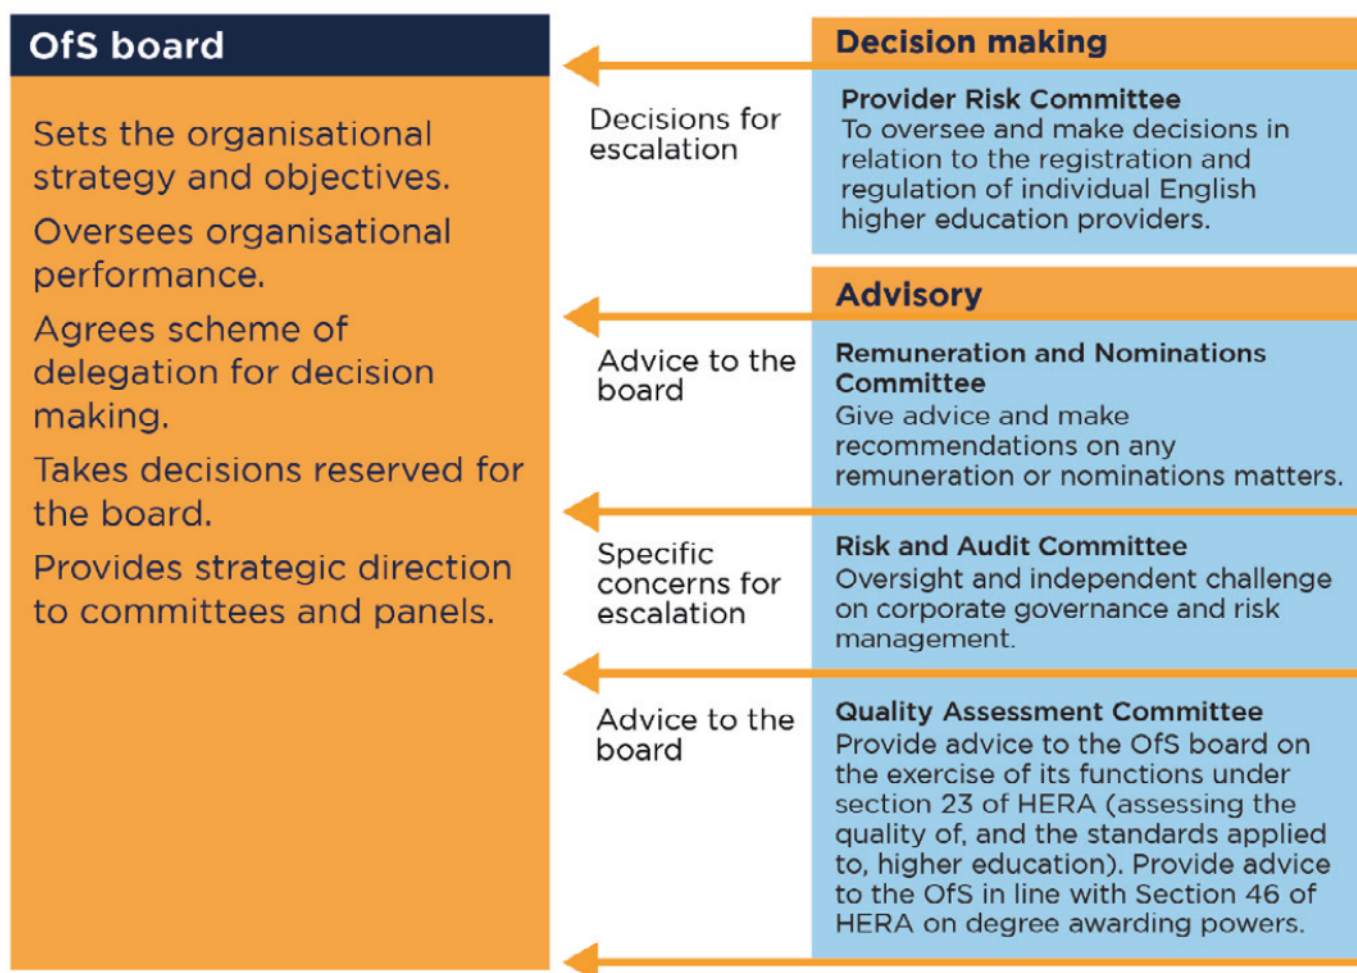 OfS board
Sets the organisational
strategy and objectives.
Oversees organisational
performance.
Agrees scheme of
delegation for decision
making.
Takes decisions reserved for
the board.
Provides strategic direction
to committees and panels.
Decisions for
escalation
Advice to the
board
Specific
concerns for
escalation
Advice to the
board
Decision making
Provider Risk Committee
To oversee and make decisions in
relation to the registration and
regulation of individual English
higher education providers.
Advisory
Remuneration and Nominations
Committee
Give advice and make
recommendations on any
remuneration or nominations matters.
Risk and Audit Committee
Oversight and independent challenge
on corporate governance and risk
management.
Quality Assessment Committee
Provide advice to the OfS board on
the exercise of its functions under
section 23 of HERA (assessing the
quality of, and the standards applied
to, higher education). Provide advice
to the OfS in line with Section 46 of
HERA on degree awarding powers.